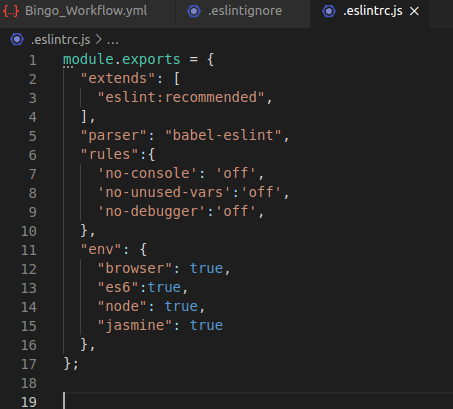 Bingo_Workflow.yml .eslintignore .eslintrc.js ×
.eslintrc.js > ...
1 module.exports = {
2 "extends": [
3 "eslint:recommended",
4 ],
5 "parser": "babel-eslint",
6 "rules":{
7 'no-console': 'off',
8 'no-unused-vars':'off',
9 'no-debugger':'off',
10 },
11 "env": {
12 "browser": true,
13 "es6":true,
14 "node": true,
15 "jasmine": true
16 },
17 };
18
19